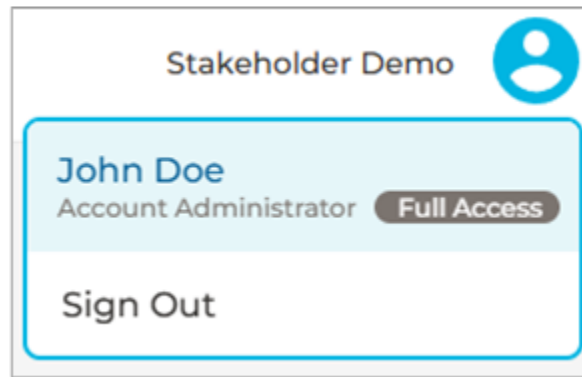 Stakeholder Demo
John Doe
Account Administrator Full Access
Sign Out